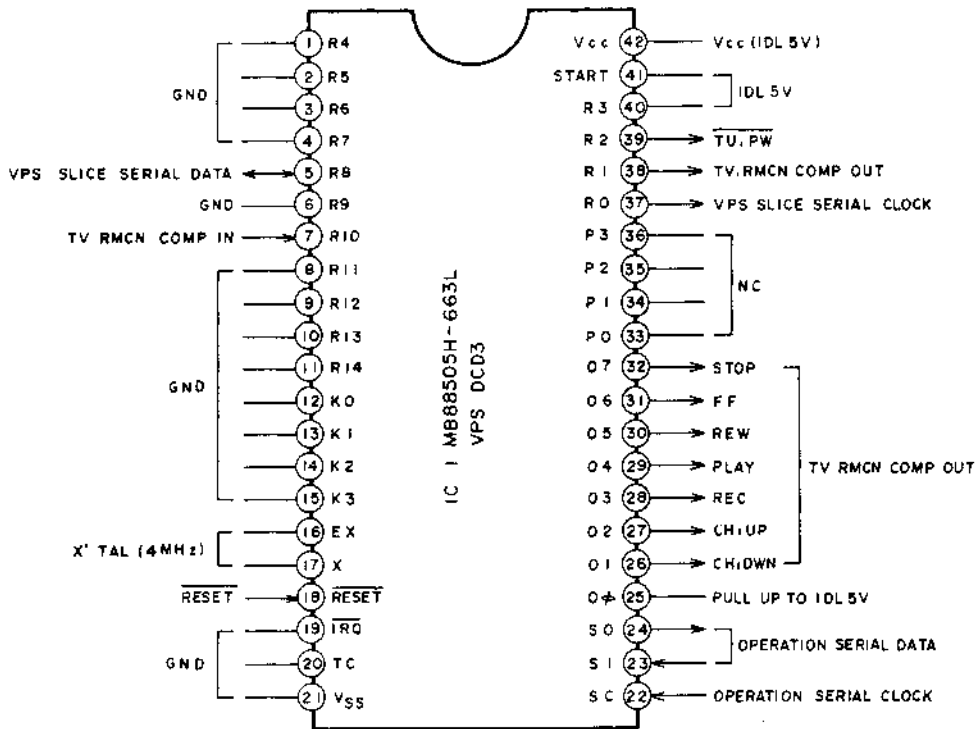 GND
1 R4
2 R5
3 R6
4 R7
VPS SLICE SERIAL DATA 5 R8
GND 6 R9
TV RMCN COMP IN 7 R10
GND
8 R11
9 R12
10 R13
11 R14
12 K0
13 K1
14 K2
15 K3
X'TAL (4MHz)
16 EX
17 X
RESET 18 RESET
GND
19 IRQ
20 TC
21 VSS
IC 1 MB88505H-663L
VPS DCD3
Vcc 42 Vcc (IDL 5V)
START 41
R3 40
IDL 5V
R2 39 TU.PW
R1 38 TV.RMCN COMP OUT
R0 37 VPS SLICE SERIAL CLOCK
P3 36
P2 35
P1 34
P0 33
NC
O7 32 STOP
O6 31 FF
O5 30 REW
O4 29 PLAY
O3 28 REC
O2 27 CH.UP
O1 26 CH.DWN
TV RMCN COMP OUT
Oϕ 25 PULL UP TO IDL 5V
SO 24
SI 23
OPERATION SERIAL DATA
SC 22 OPERATION SERIAL CLOCK